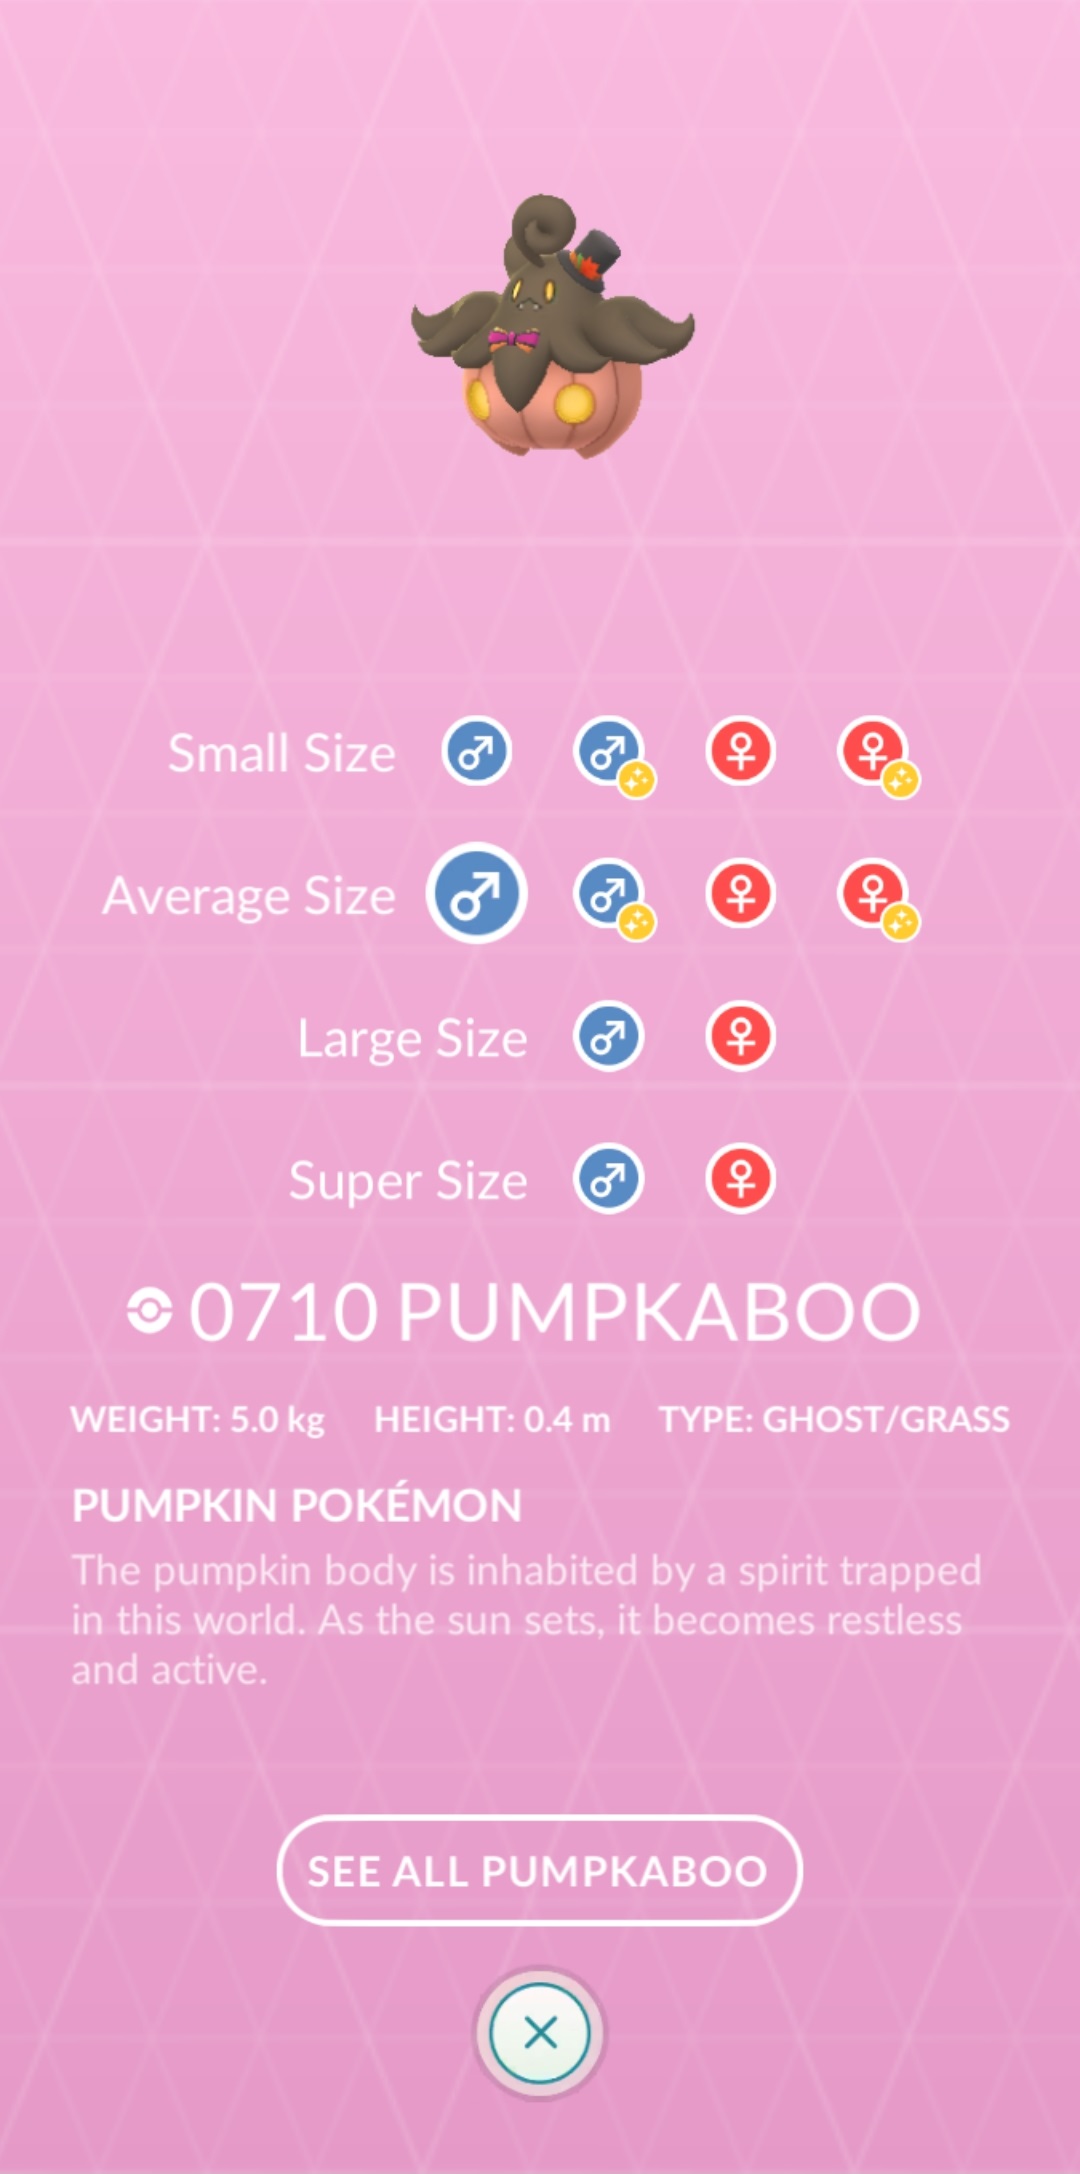 Small Size
Average Size
Large Size
Super Size
0710 PUMPKABOO
WEIGHT: 5.0 kg HEIGHT: 0.4 m TYPE: GHOST/GRASS
PUMPKIN POKÉMON
The pumpkin body is inhabited by a spirit trapped
in this world. As the sun sets, it becomes restless
and active.
SEE ALL PUMPKABOO